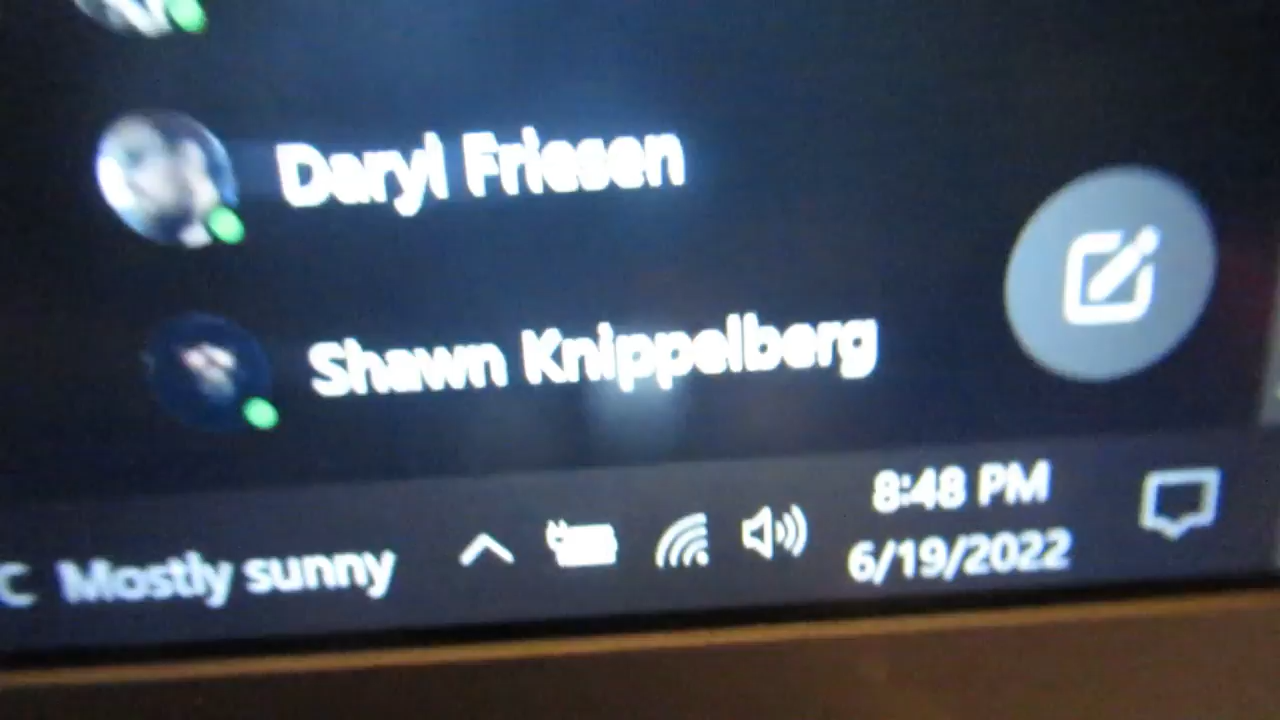 Daryl Friesen
Shawn Knippelberg
C Mostly sunny
8:48 PM
6/19/2022